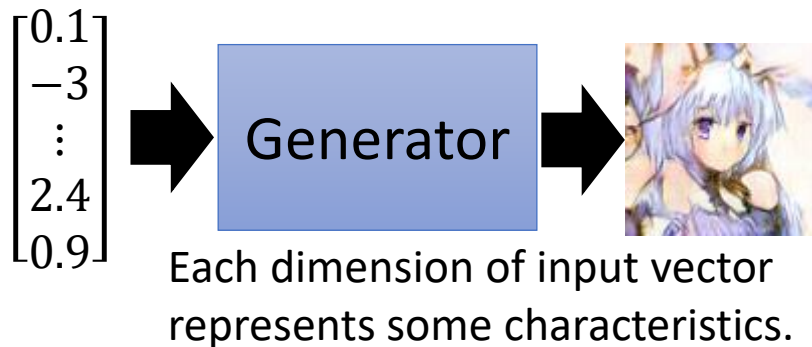 0.1
−3
⋮
2.4
0.9
Generator
Each dimension of input vector
represents some characteristics.